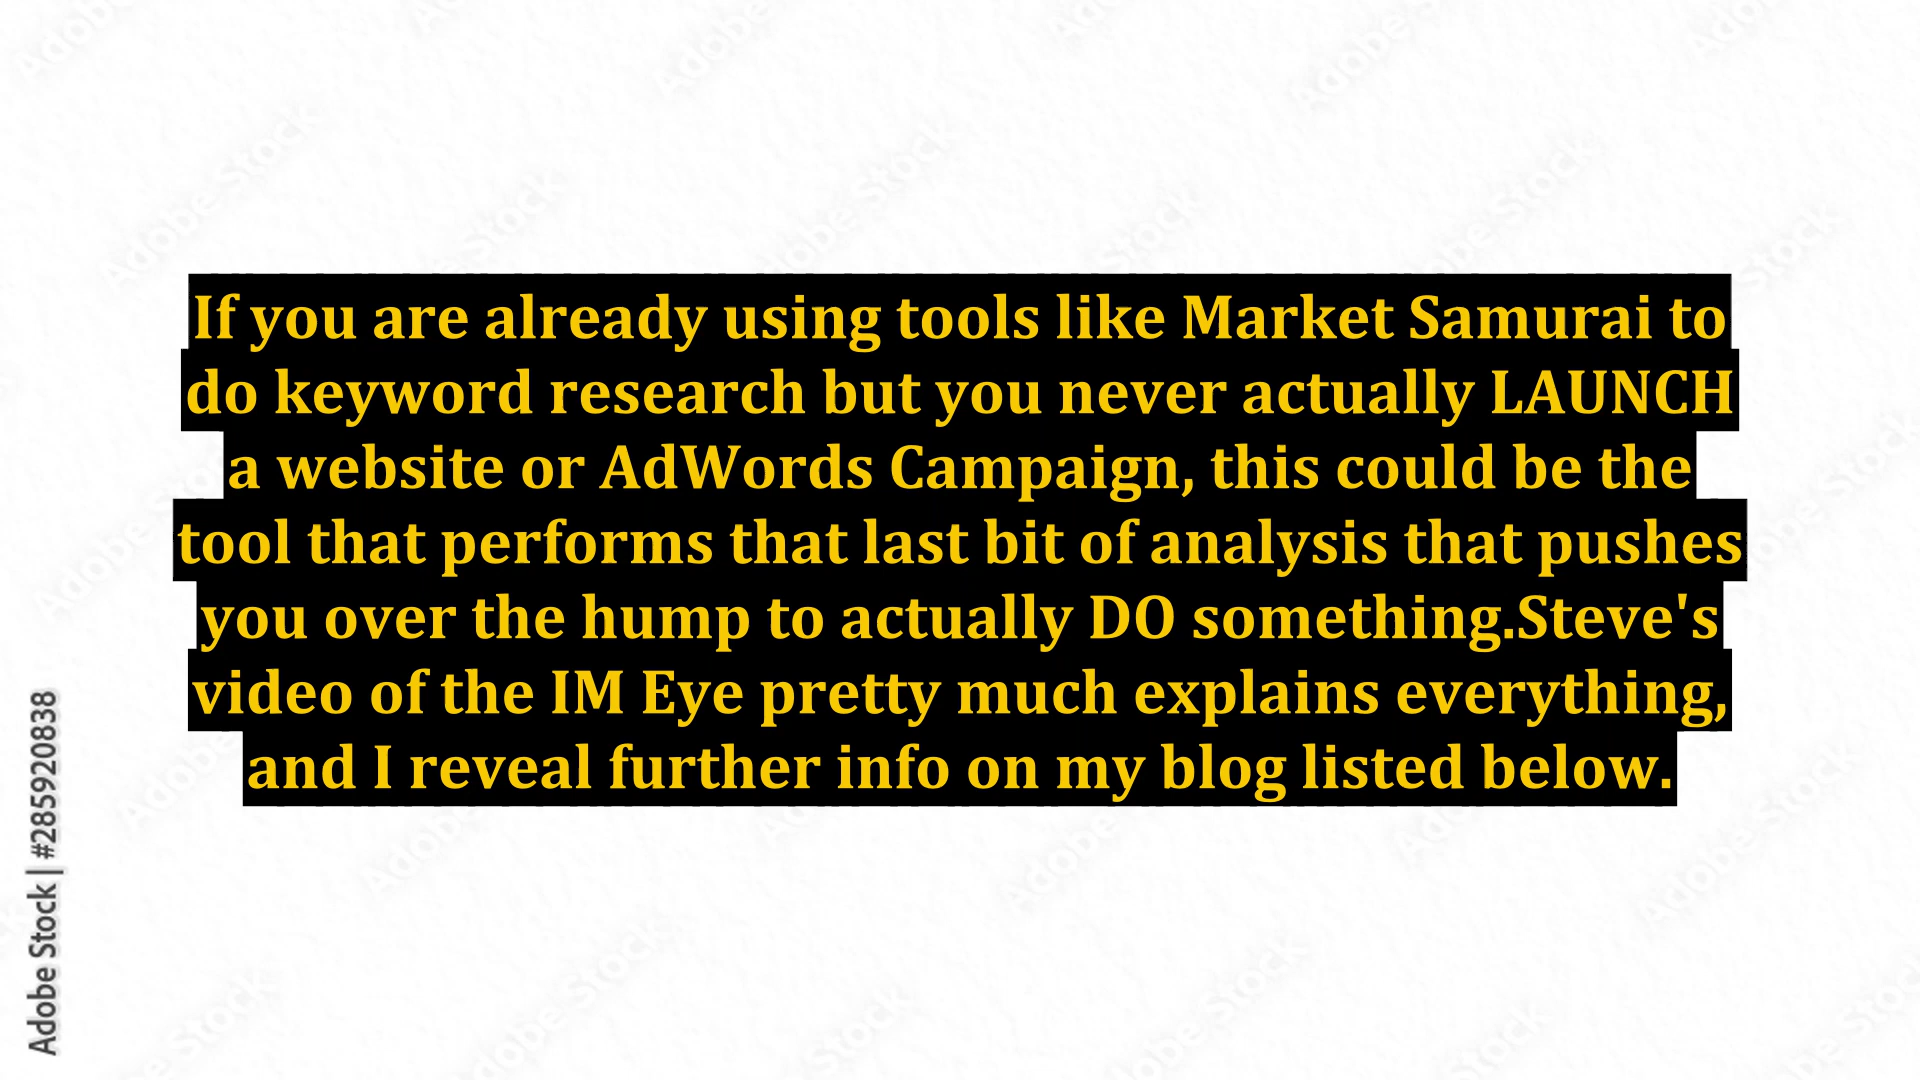 If you are already using tools like Market Samurai to
do keyword research but you never actually LAUNCH
a website or AdWords Campaign, this could be the
tool that performs that last bit of analysis that pushes
you over the hump to actually DO something.Steve's
video of the IM Eye pretty much explains everything,
and I reveal further info on my blog listed below.
Adobe Stock | #285920838